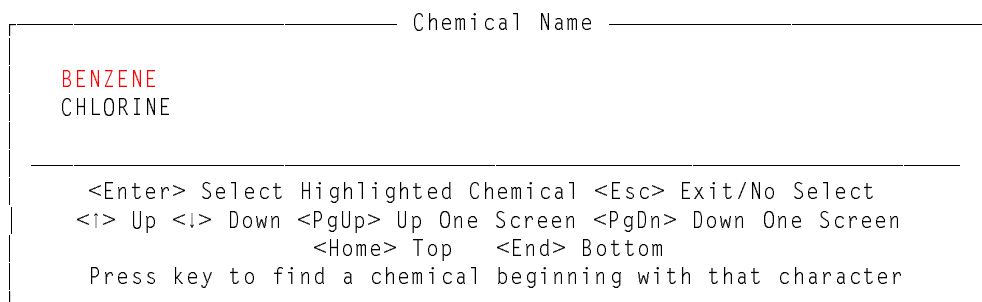 Chemical Name
BENZENE
CHLORINE
<Enter> Select Highlighted Chemical <Esc> Exit/No Select
<↑> Up <↓> Down <PgUp> Up One Screen <PgDn> Down One Screen
<Home> Top <End> Bottom
Press key to find a chemical beginning with that character